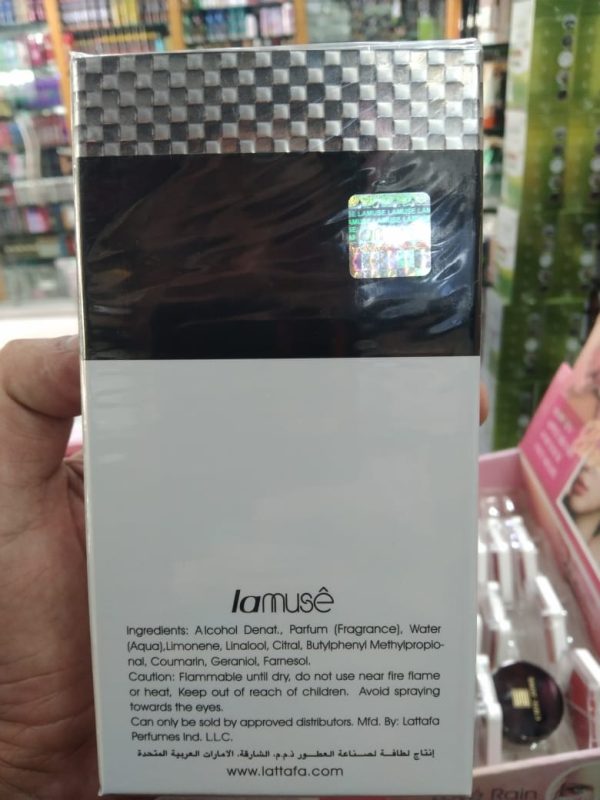 LAMUSE LAMUSE LAMUSE
lamusê
Ingredients: Alcohol Denat., Parfum (Fragrance), Water
(Aqua),Limonene, Linalool, Citral, Butylphenyl Methylpropio-
nal, Coumarin, Geraniol, Farnesol.
Caution: Flammable until dry, do not use near fire flame
or heat, Keep out of reach of children. Avoid spraying
towards the eyes.
Can only be sold by approved distributors. Mfd. By: Lattafa
Perfumes Ind. L.L.C.
إنتاج لطافة لصناعة العطور ذ.م.م. الشارقة، الامارات العربية المتحدة
www.lattafa.com
Rain